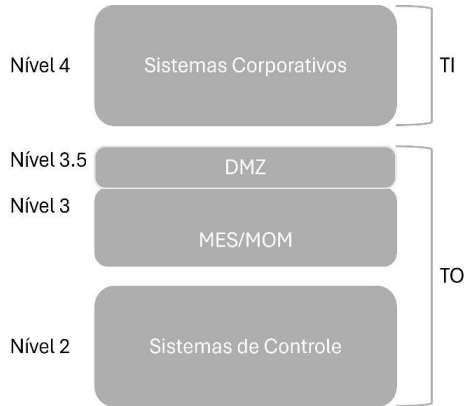 Nível 4
Sistemas Corporativos
TI
Nível 3.5
DMZ
Nível 3
MES/MOM
TO
Nível 2
Sistemas de Controle